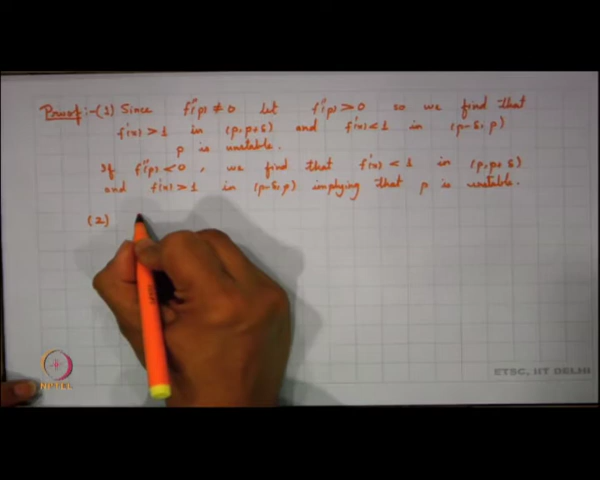 Proof:- (1) Since f''(p) ≠ 0 let f''(p) > 0 so we find that
f'(x) > 1 in (p, p+δ) and f'(x) < 1 in (p-δ, p)
p is unstable.
If f''(p) < 0, we find that f'(x) < 1 in (p, p+δ)
and f'(x) > 1 in (p-δ, p) implying that p is unstable.
(2)
NPTEL
ETSC, IIT DELHI